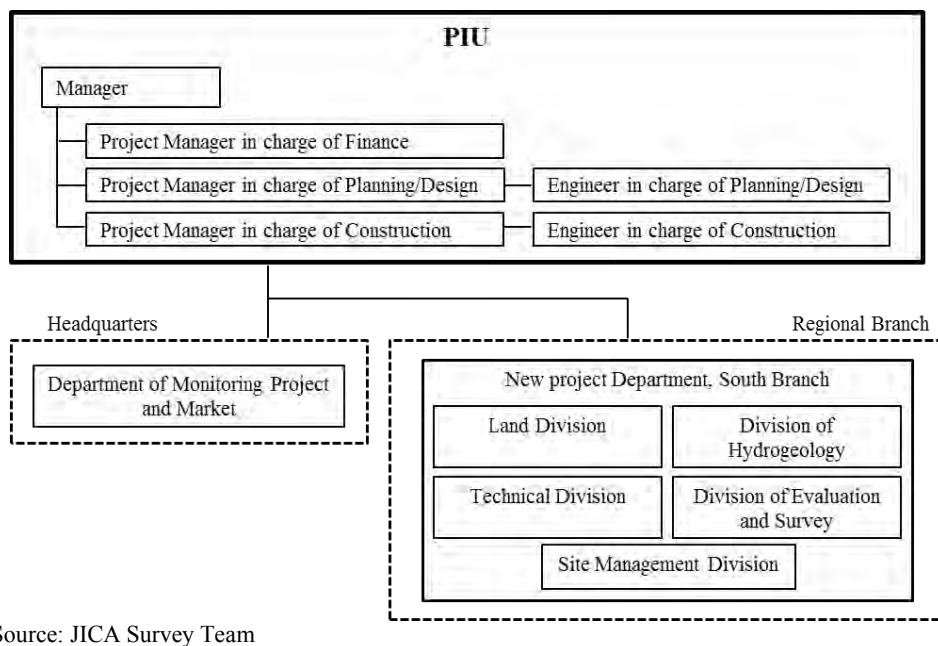 PIU
Manager
Project Manager in charge of Finance
Project Manager in charge of Planning/Design
Engineer in charge of Planning/Design
Project Manager in charge of Construction
Engineer in charge of Construction
Headquarters
Regional Branch
Department of Monitoring Project
and Market
New project Department, South Branch
Land Division
Division of
Hydrogeology
Technical Division
Division of Evaluation
and Survey
Site Management Division
Source: JICA Survey Team